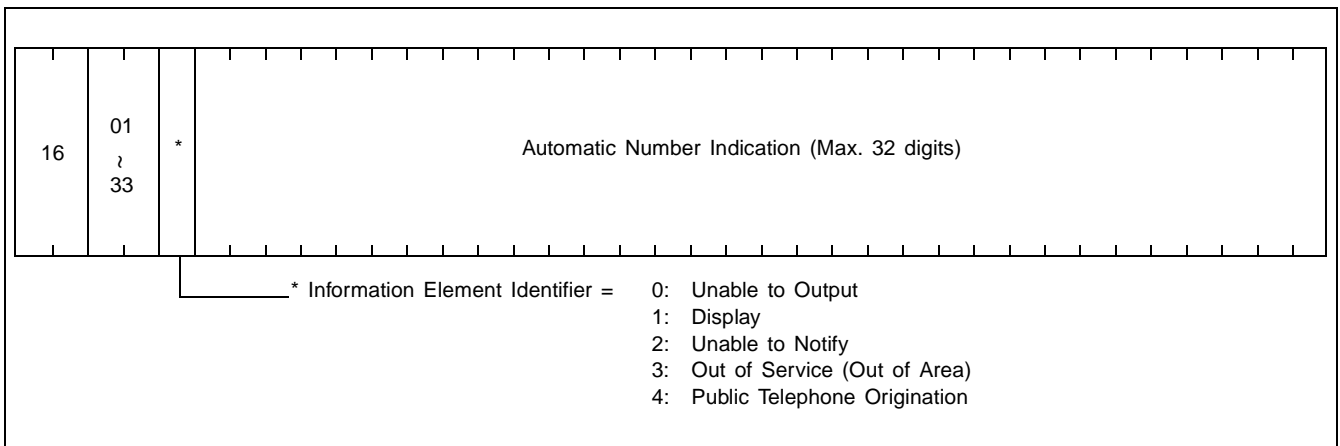 16
01
~
33
*
Automatic Number Indication (Max. 32 digits)
* Information Element Identifier =
0: Unable to Output
1: Display
2: Unable to Notify
3: Out of Service (Out of Area)
4: Public Telephone Origination